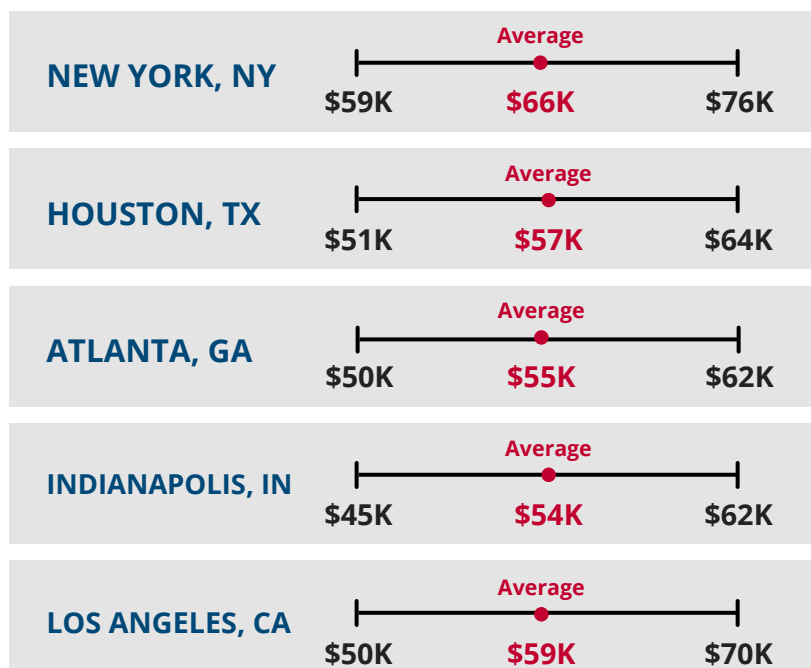 Average
NEW YORK, NY
$59K $66K $76K
Average
HOUSTON, TX
$51K $57K $64K
Average
ATLANTA, GA
$50K $55K $62K
Average
INDIANAPOLIS, IN
$45K $54K $62K
Average
LOS ANGELES, CA
$50K $59K $70K